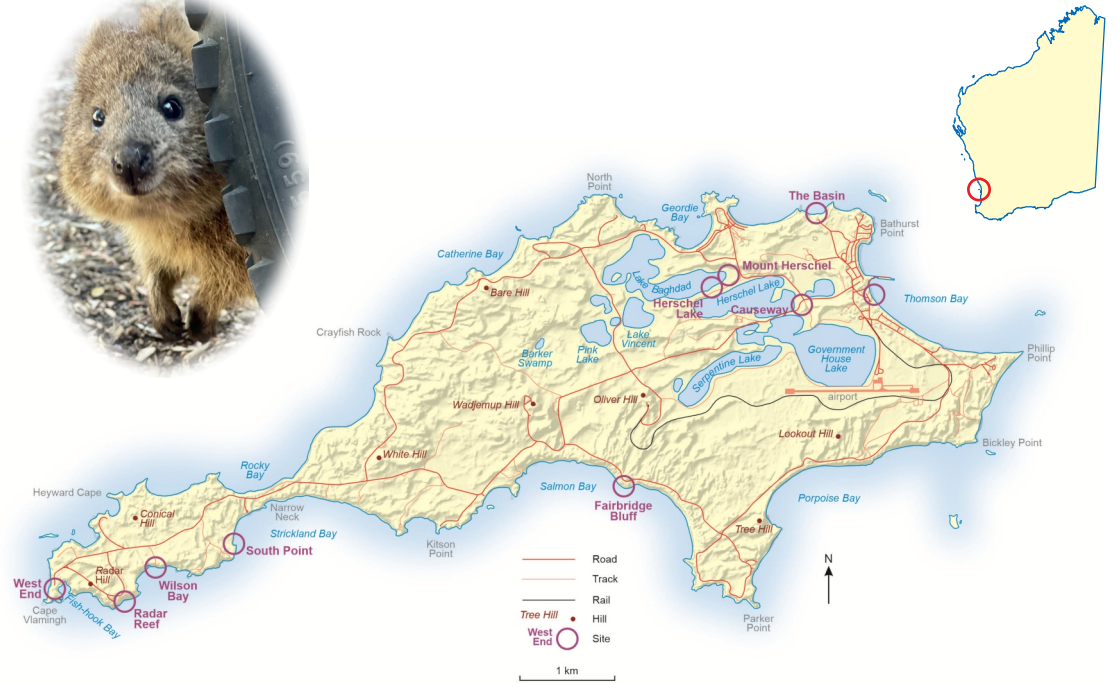 North
Point
The Basin
Geordie
Bay
Bathurst
Point
Catherine Bay
Mount Herschel
Lake
Baghdad
Bare Hill
Herschel Lake
Herschel
Lake
Causeway
Thomson Bay
Crayfish Rock
Lake
Vincent
Barker
Swamp
Pink
Lake
Government
House
Lake
Phillip
Point
Serpentine Lake
airport
Wadjemup Hill
Oliver Hill
Lookout Hill
Bickley Point
White Hill
Rocky
Bay
Salmon Bay
Porpoise Bay
Heyward Cape
Narrow
Neck
Fairbridge
Bluff
Conical
Hill
Strickland Bay
Tree Hill
South Point
Kitson
Point
Radar
Hill
West
End
Wilson
Bay
Cape
Vlamingh
Fish-hook Bay
Radar
Reef
Parker
Point
N
Road
Track
Rail
Tree Hill
Hill
West
End
Site
1 km